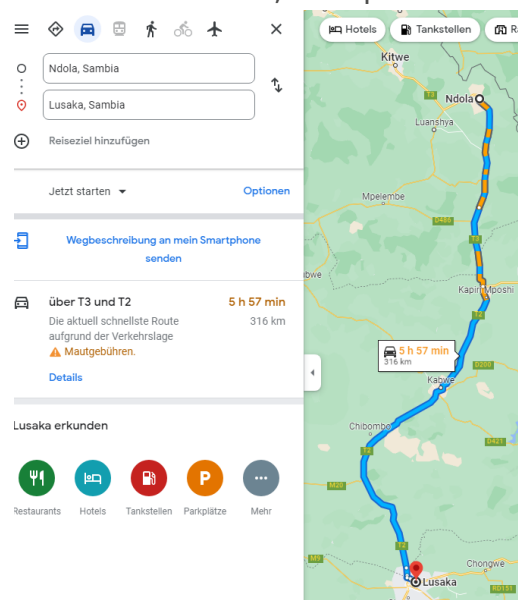 Ndola, Sambia
Lusaka, Sambia
Reiseziel hinzufügen
Jetzt starten
Optionen
Wegbeschreibung an mein Smartphone
senden
über T3 und T2
5 h 57 min
Die aktuell schnellste Route
316 km
aufgrund der Verkehrslage
Mautgebühren.
Details
Lusaka erkunden
P
Restaurants
Hotels
Tankstellen
Parkplätze
Mehr
Hotels
Tankstellen
Kitwe
T3
Ndola
Luanshya
Mpelembe
D468
T3
bwe
Kapiri Mposhi
T2
5 h 57 min
316 km
D200
Kabwe
Chibombo
D421
T2
M20
T2
M9
Chongwe
Lusaka
RD151